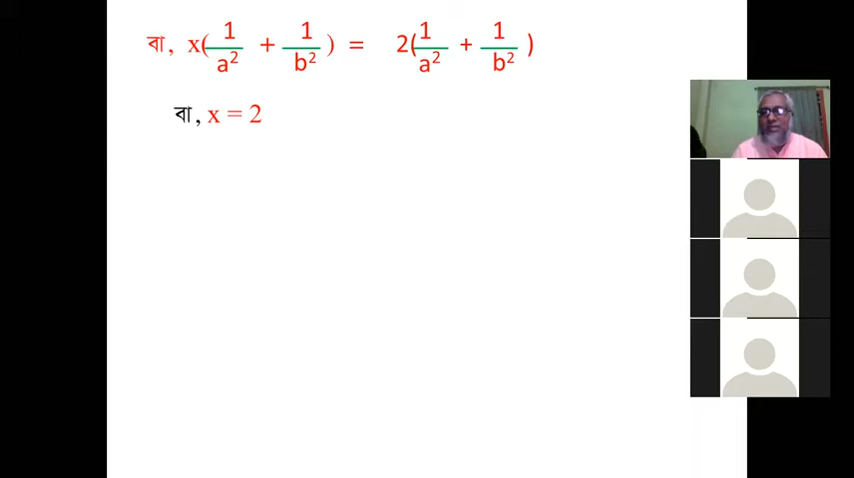 বা, x(1/a² + 1/b²) = 2(1/a² + 1/b²)
বা, x = 2